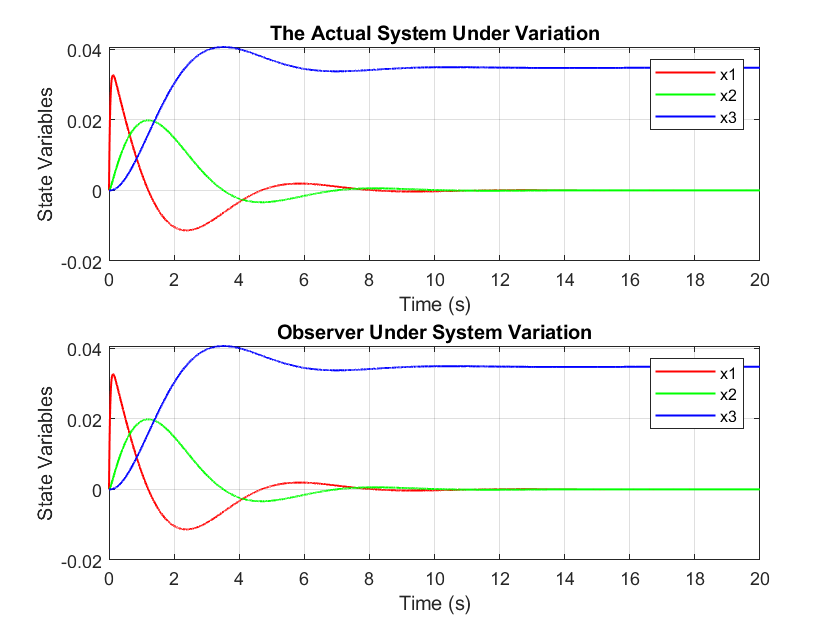 The Actual System Under Variation
0.04
0.02
0
-0.02
State Variables
x1
x2
x3
0 2 4 6 8 10 12 14 16 18 20
Time (s)
Observer Under System Variation
0.04
0.02
0
-0.02
State Variables
x1
x2
x3
0 2 4 6 8 10 12 14 16 18 20
Time (s)